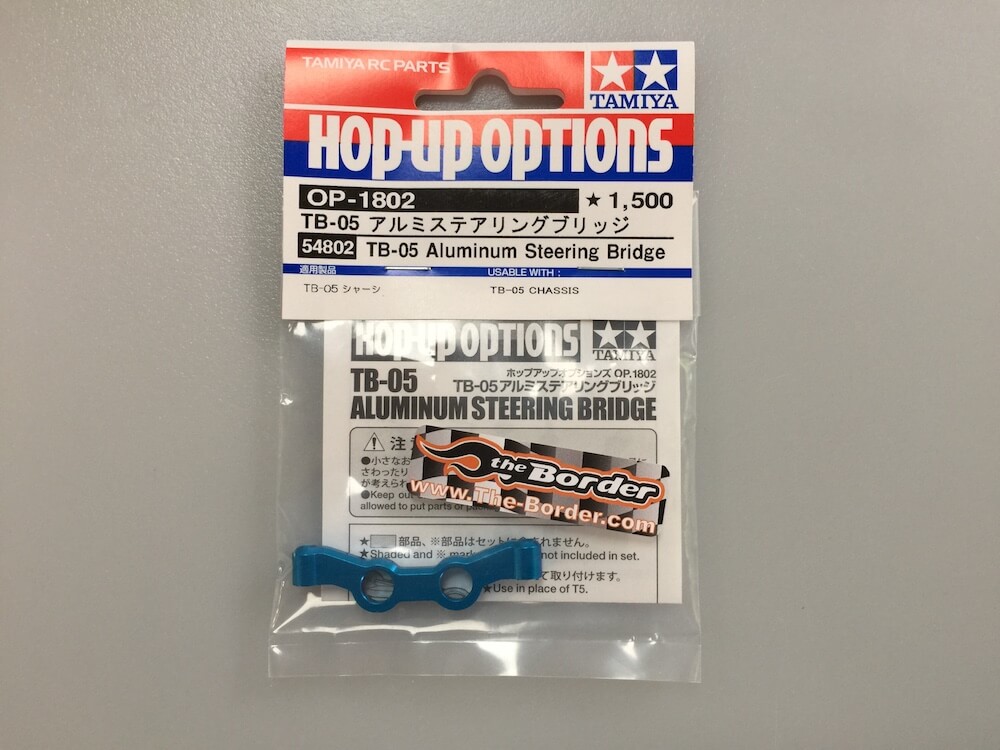 TAMIYA RC PARTS
TAMIYA
HOP-UP OPTIONS
OP-1802
★ 1,500
TB-05 アルミステアリングブリッジ
54802 TB-05 Aluminum Steering Bridge
適用製品 USABLE WITH :
TB-05 シャーシ TB-05 CHASSIS
HOP-UP OPTIONS
TAMIYA
ホップアップオプションズ OP.1802
TB-05 TB-05アルミステアリングブリッジ
ALUMINUM STEERING BRIDGE
注
●小さなお
さわったり
が考えられ
●Keep out
allowed to put parts or
the Border
www.The-Border.com
★ 部品、※部品はセットに含まれません。
★Shaded and ※ not included in set.
て取り付けます。
★Use in place of T5.